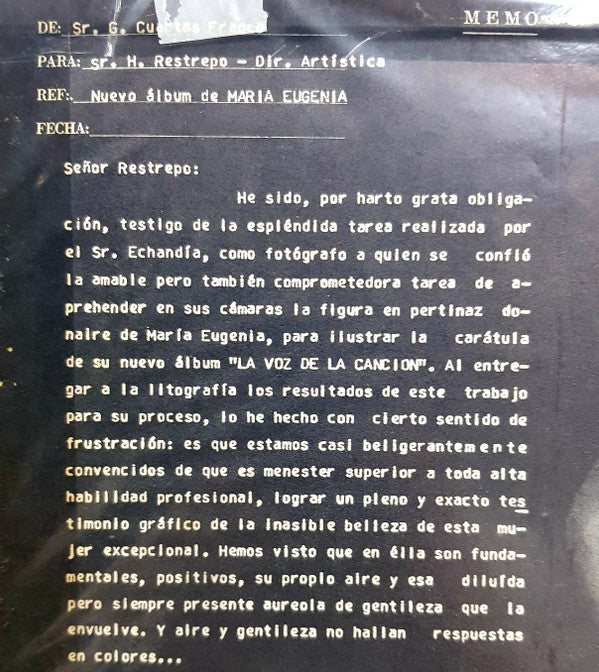 MEMO
DE: Sr. G. Cuartas Franco
PARA: sr. H. Restrepo - Dir. Artística
REF: Nuevo álbum de MARIA EUGENIA
FECHA:
Señor Restrepo:
He sido, por harto grata obliga-
ción, testigo de la espléndida tarea realizada por
el Sr. Echandía, como fotógrafo a quien se confió
la amable pero también comprometedora tarea de a-
prehender en sus cámaras la figura en pertinaz do-
naire de María Eugenia, para ilustrar la carátula
de su nuevo álbum "LA VOZ DE LA CANCION". Al entre-
gar a la litografía los resultados de este trabajo
para su proceso, lo he hecho con cierto sentido de
frustración: es que estamos casi beligerantemente
convencidos de que es menester superior a toda alta
habilidad profesional, lograr un pleno y exacto tes
timonio gráfico de la inasible belleza de esta mu-
jer excepcional. Hemos visto que en élla son funda-
mentales, positivos, su propio aire y esa diluída
pero siempre presente aureola de gentileza que la
envuelve. Y aire y gentileza no hallan respuestas
en colores...